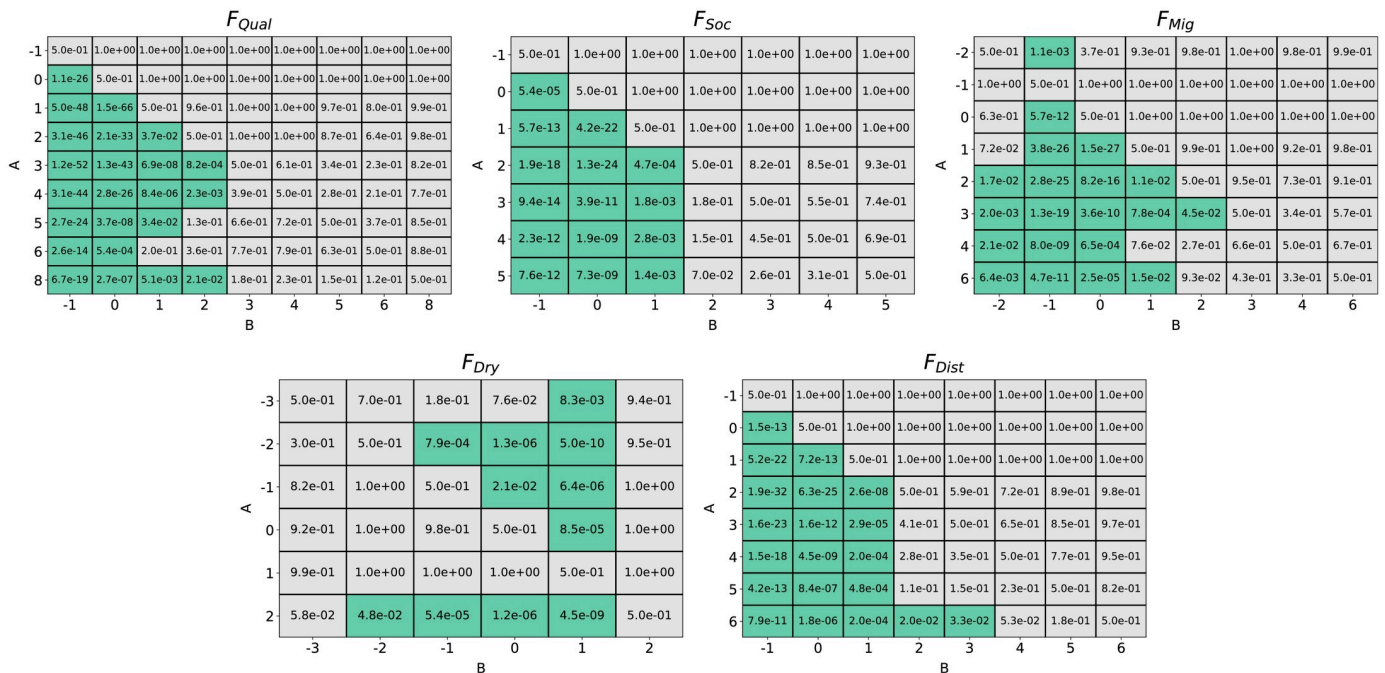 F_Qual
-1 5.0e-01 1.0e+00 1.0e+00 1.0e+00 1.0e+00 1.0e+00 1.0e+00 1.0e+00 1.0e+00
0 1.1e-26 5.0e-01 1.0e+00 1.0e+00 1.0e+00 1.0e+00 1.0e+00 1.0e+00 1.0e+00
1 5.0e-48 1.5e-66 5.0e-01 9.6e-01 1.0e+00 1.0e+00 9.7e-01 8.0e-01 9.9e-01
2 3.1e-46 2.1e-33 3.7e-02 5.0e-01 1.0e+00 1.0e+00 8.7e-01 6.4e-01 9.8e-01
A
3 1.2e-52 1.3e-43 6.9e-08 8.2e-04 5.0e-01 6.1e-01 3.4e-01 2.3e-01 8.2e-01
4 3.1e-44 2.8e-26 8.4e-06 2.3e-03 3.9e-01 5.0e-01 2.8e-01 2.1e-01 7.7e-01
5 2.7e-24 3.7e-08 3.4e-02 1.3e-01 6.6e-01 7.2e-01 5.0e-01 3.7e-01 8.5e-01
6 2.6e-14 5.4e-04 2.0e-01 3.6e-01 7.7e-01 7.9e-01 6.3e-01 5.0e-01 8.8e-01
8 6.7e-19 2.7e-07 5.1e-03 2.1e-02 1.8e-01 2.3e-01 1.5e-01 1.2e-01 5.0e-01
-1 0 1 2 3 4 5 6 8
B
F_Soc
-1 5.0e-01 1.0e+00 1.0e+00 1.0e+00 1.0e+00 1.0e+00 1.0e+00
0 5.4e-05 5.0e-01 1.0e+00 1.0e+00 1.0e+00 1.0e+00 1.0e+00
1 5.7e-13 4.2e-22 5.0e-01 1.0e+00 1.0e+00 1.0e+00 1.0e+00
A
2 1.9e-18 1.3e-24 4.7e-04 5.0e-01 8.2e-01 8.5e-01 9.3e-01
3 9.4e-14 3.9e-11 1.8e-03 1.8e-01 5.0e-01 5.5e-01 7.4e-01
4 2.3e-12 1.9e-09 2.8e-03 1.5e-01 4.5e-01 5.0e-01 6.9e-01
5 7.6e-12 7.3e-09 1.4e-03 7.0e-02 2.6e-01 3.1e-01 5.0e-01
-1 0 1 2 3 4 5
B
F_Mig
-2 5.0e-01 1.1e-03 3.7e-01 9.3e-01 9.8e-01 1.0e+00 9.8e-01 9.9e-01
-1 1.0e+00 5.0e-01 1.0e+00 1.0e+00 1.0e+00 1.0e+00 1.0e+00 1.0e+00
0 6.3e-01 5.7e-12 5.0e-01 1.0e+00 1.0e+00 1.0e+00 1.0e+00 1.0e+00
1 7.2e-02 3.8e-26 1.5e-27 5.0e-01 9.9e-01 1.0e+00 9.2e-01 9.8e-01
A
2 1.7e-02 2.8e-25 8.2e-16 1.1e-02 5.0e-01 9.5e-01 7.3e-01 9.1e-01
3 2.0e-03 1.3e-19 3.6e-10 7.8e-04 4.5e-02 5.0e-01 3.4e-01 5.7e-01
4 2.1e-02 8.0e-09 6.5e-04 7.6e-02 2.7e-01 6.6e-01 5.0e-01 6.7e-01
6 6.4e-03 4.7e-11 2.5e-05 1.5e-02 9.3e-02 4.3e-01 3.3e-01 5.0e-01
-2 -1 0 1 2 3 4 6
B
F_Dry
-3 5.0e-01 7.0e-01 1.8e-01 7.6e-02 8.3e-03 9.4e-01
-2 3.0e-01 5.0e-01 7.9e-04 1.3e-06 5.0e-10 9.5e-01
-1 8.2e-01 1.0e+00 5.0e-01 2.1e-02 6.4e-06 1.0e+00
A
0 9.2e-01 1.0e+00 9.8e-01 5.0e-01 8.5e-05 1.0e+00
1 9.9e-01 1.0e+00 1.0e+00 1.0e+00 5.0e-01 1.0e+00
2 5.8e-02 4.8e-02 5.4e-05 1.2e-06 4.5e-09 5.0e-01
-3 -2 -1 0 1 2
B
F_Dist
-1 5.0e-01 1.0e+00 1.0e+00 1.0e+00 1.0e+00 1.0e+00 1.0e+00 1.0e+00
0 1.5e-13 5.0e-01 1.0e+00 1.0e+00 1.0e+00 1.0e+00 1.0e+00 1.0e+00
1 5.2e-22 7.2e-13 5.0e-01 1.0e+00 1.0e+00 1.0e+00 1.0e+00 1.0e+00
2 1.9e-32 6.3e-25 2.6e-08 5.0e-01 5.9e-01 7.2e-01 8.9e-01 9.8e-01
A
3 1.6e-23 1.6e-12 2.9e-05 4.1e-01 5.0e-01 6.5e-01 8.5e-01 9.7e-01
4 1.5e-18 4.5e-09 2.0e-04 2.8e-01 3.5e-01 5.0e-01 7.7e-01 9.5e-01
5 4.2e-13 8.4e-07 4.8e-04 1.1e-01 1.5e-01 2.3e-01 5.0e-01 8.2e-01
6 7.9e-11 1.8e-06 2.0e-04 2.0e-02 3.3e-02 5.3e-02 1.8e-01 5.0e-01
-1 0 1 2 3 4 5 6
B